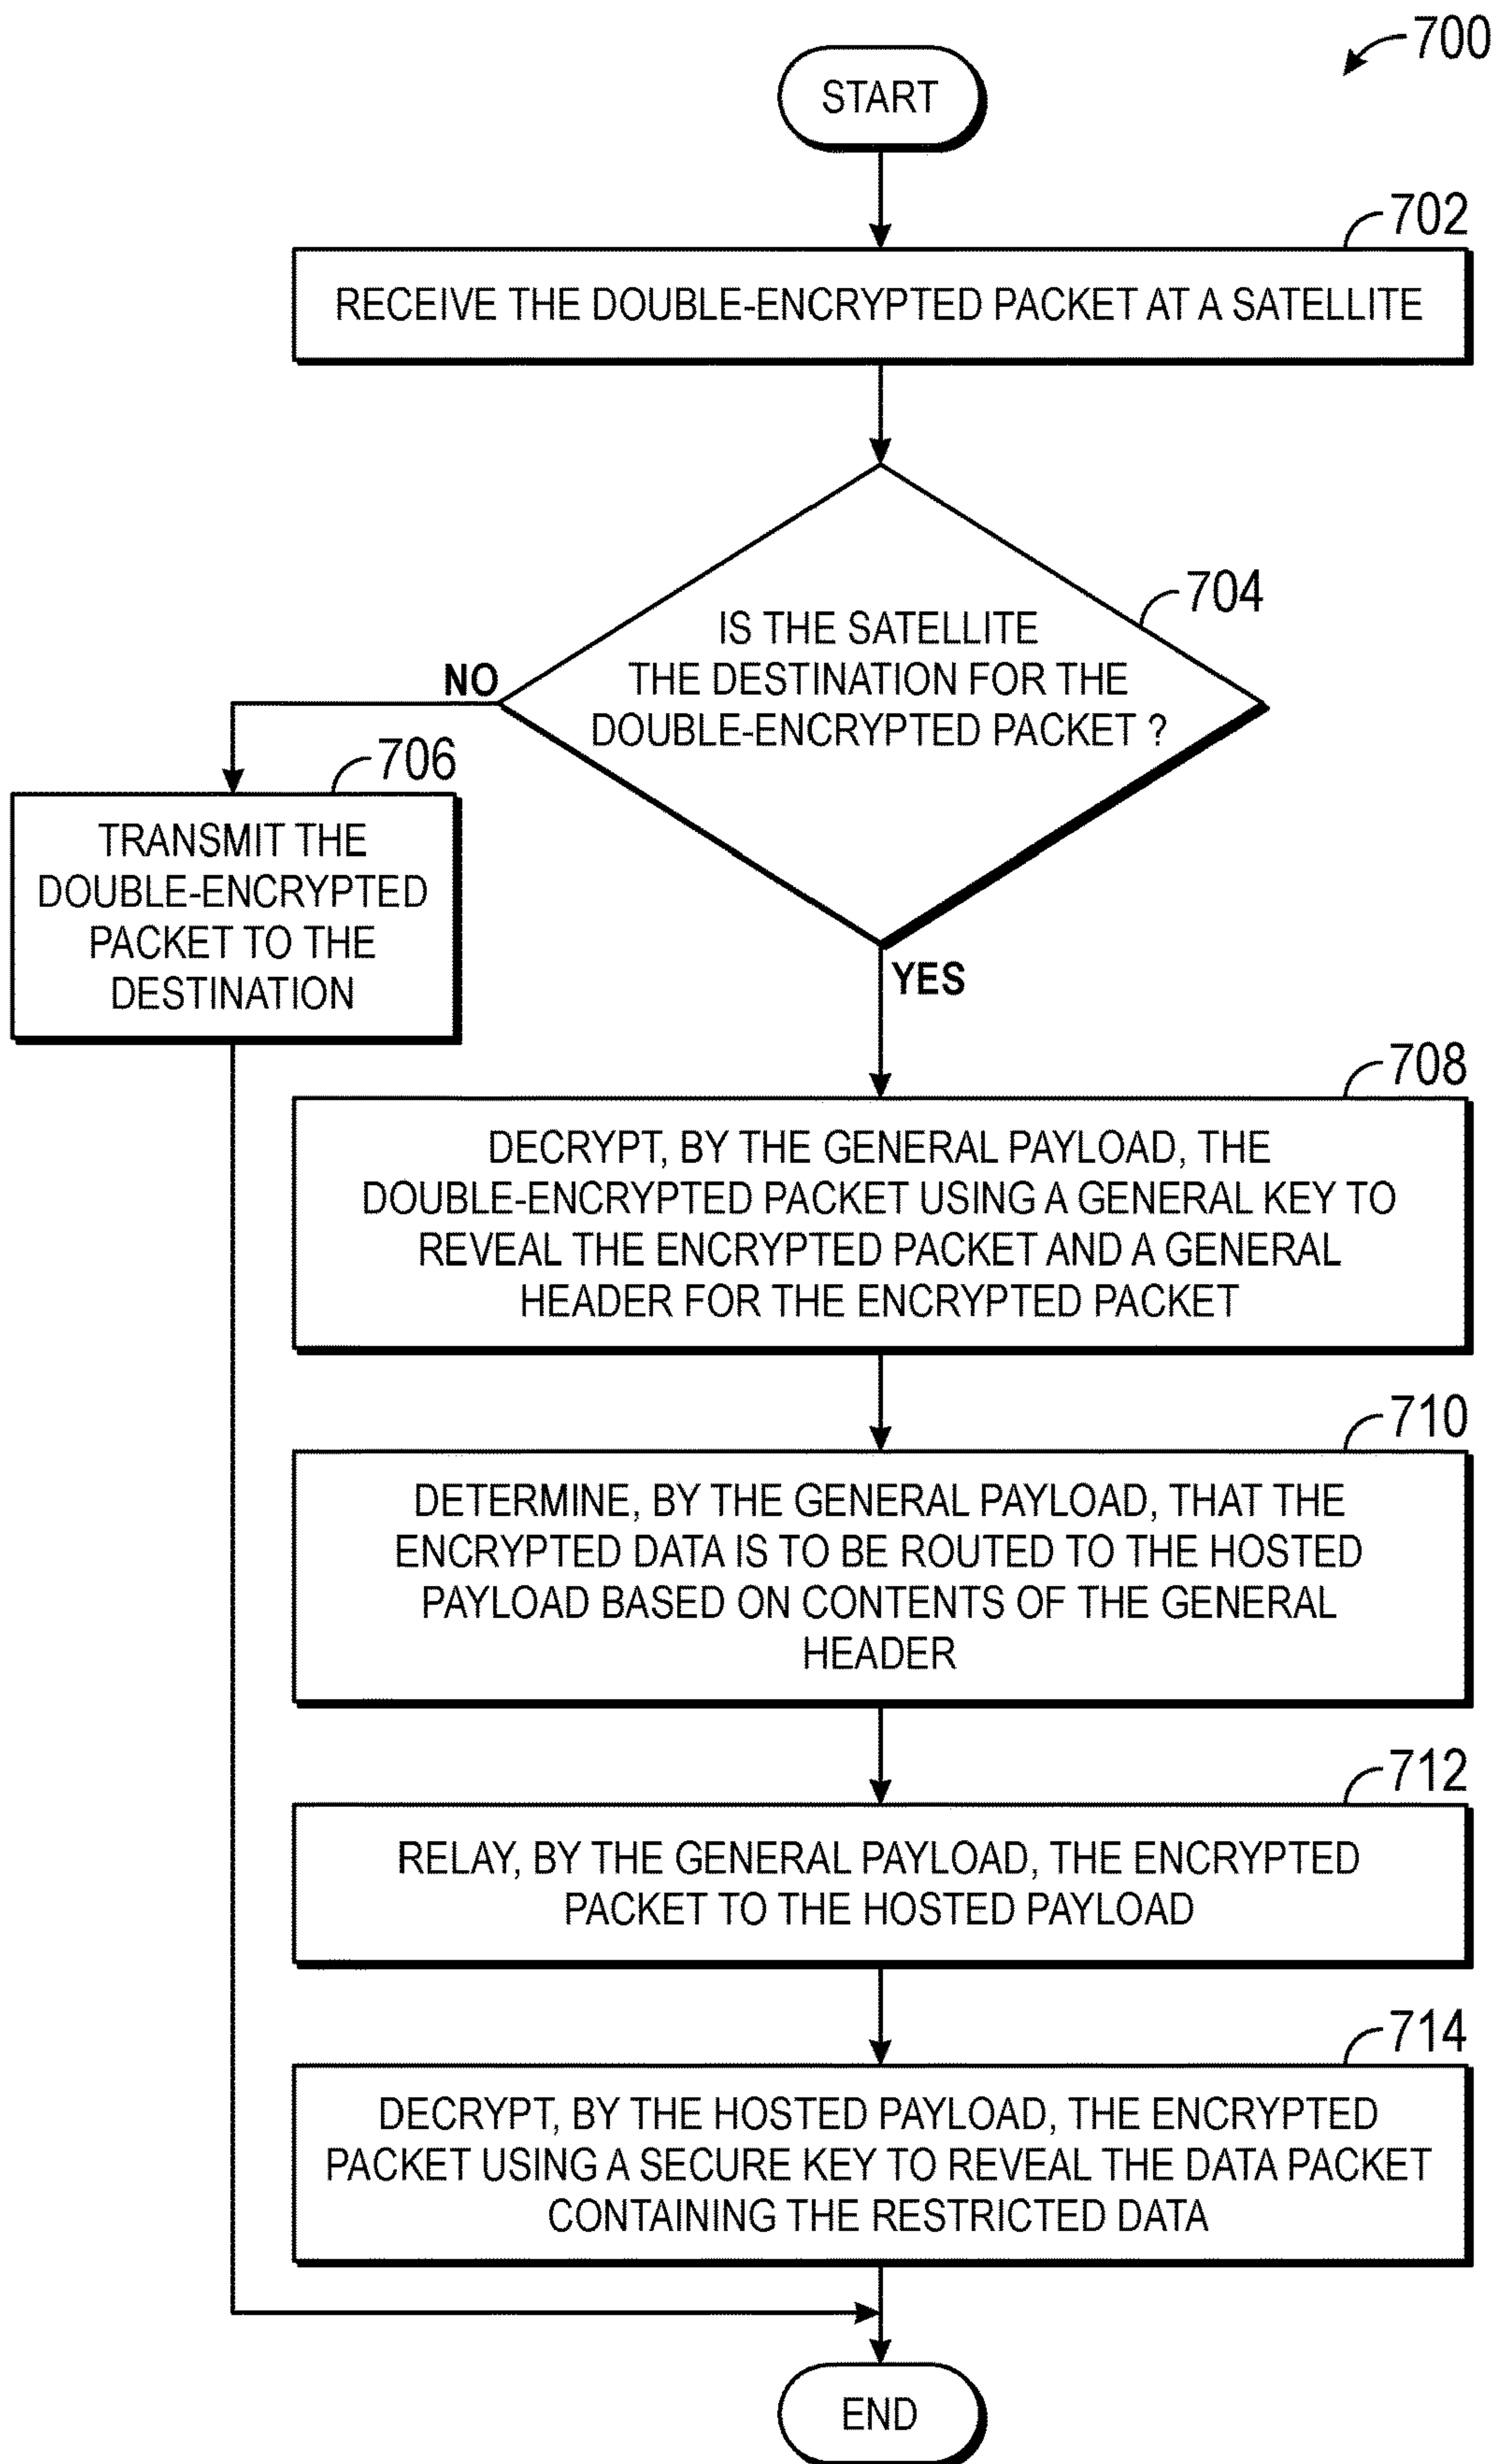 700
START
702
RECEIVE THE DOUBLE-ENCRYPTED PACKET AT A SATELLITE
704
IS THE SATELLITE
THE DESTINATION FOR THE
DOUBLE-ENCRYPTED PACKET ?
NO
706
TRANSMIT THE
DOUBLE-ENCRYPTED
PACKET TO THE
DESTINATION
YES
708
DECRYPT, BY THE GENERAL PAYLOAD, THE
DOUBLE-ENCRYPTED PACKET USING A GENERAL KEY TO
REVEAL THE ENCRYPTED PACKET AND A GENERAL
HEADER FOR THE ENCRYPTED PACKET
710
DETERMINE, BY THE GENERAL PAYLOAD, THAT THE
ENCRYPTED DATA IS TO BE ROUTED TO THE HOSTED
PAYLOAD BASED ON CONTENTS OF THE GENERAL
HEADER
712
RELAY, BY THE GENERAL PAYLOAD, THE ENCRYPTED
PACKET TO THE HOSTED PAYLOAD
714
DECRYPT, BY THE HOSTED PAYLOAD, THE ENCRYPTED
PACKET USING A SECURE KEY TO REVEAL THE DATA PACKET
CONTAINING THE RESTRICTED DATA
END